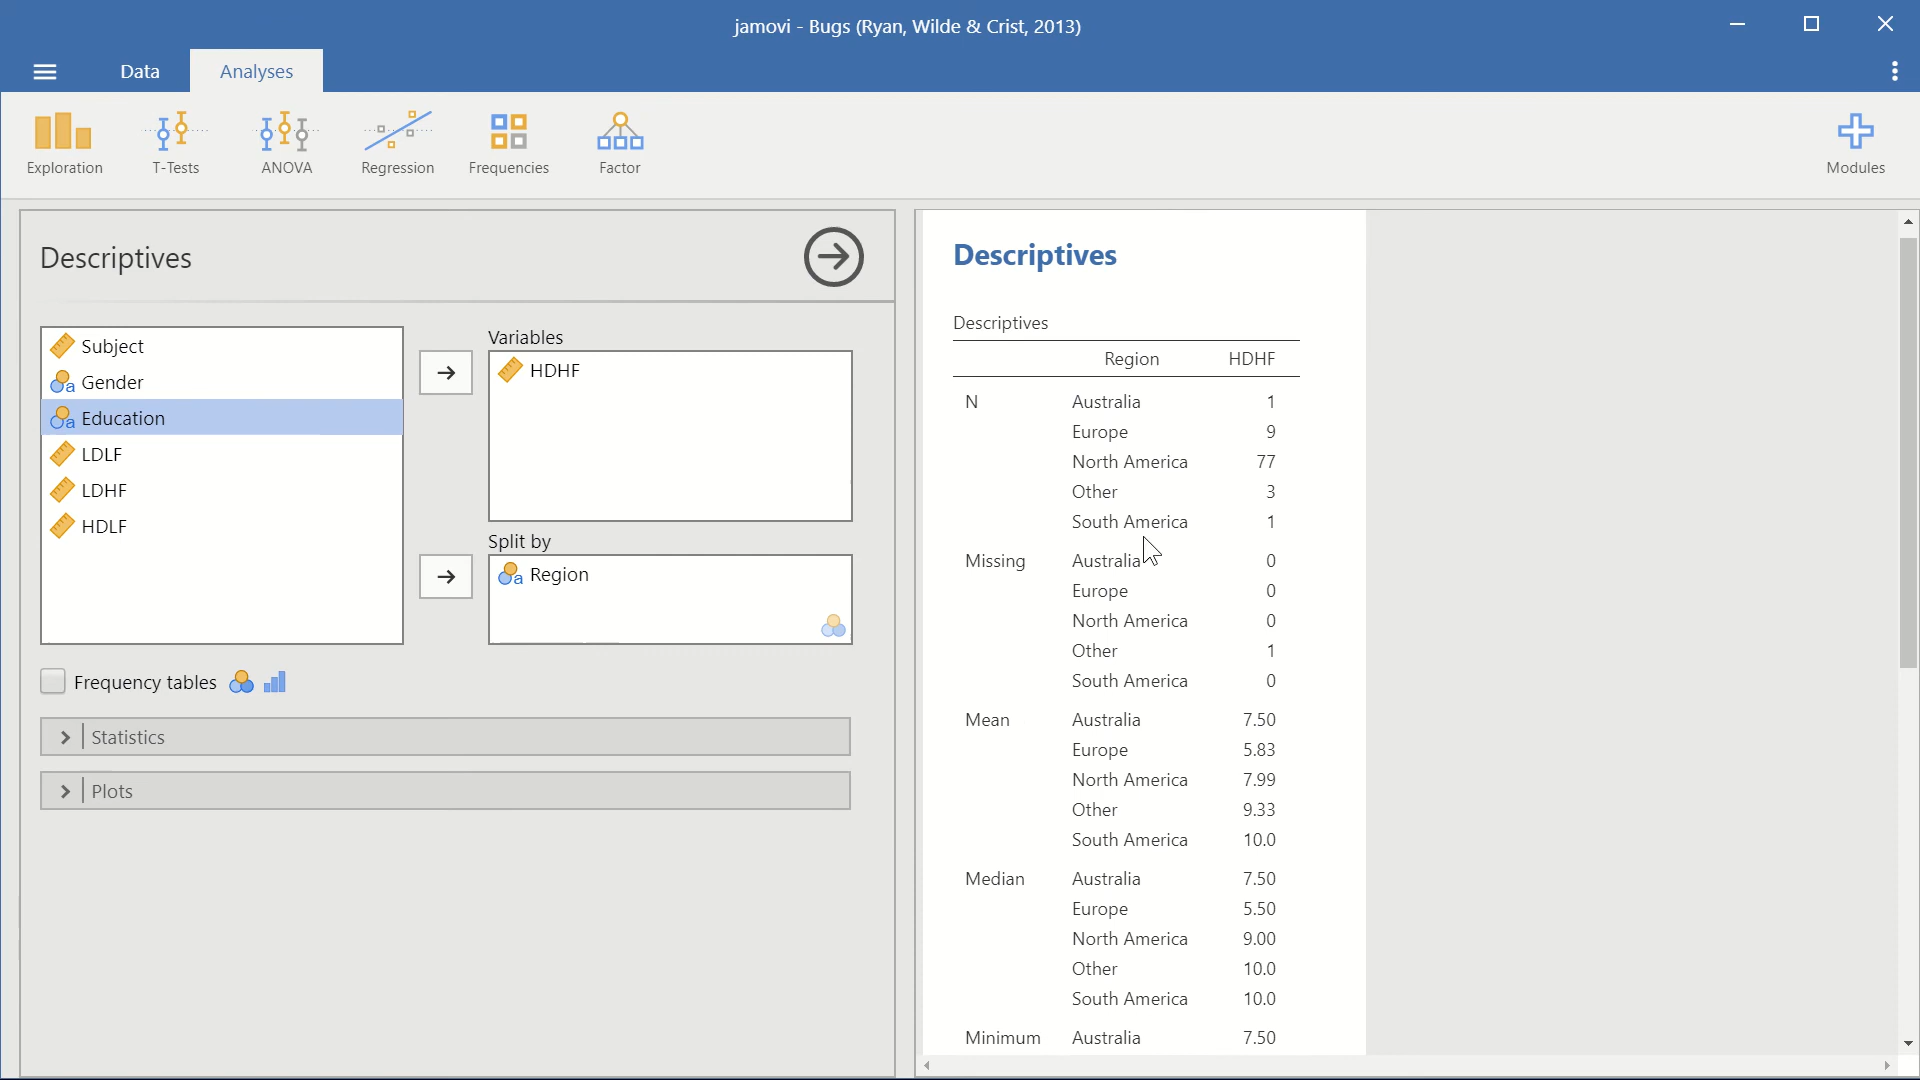 jamovi - Bugs (Ryan, Wilde & Crist, 2013)
Data Analyses
Exploration T-Tests ANOVA Regression Frequencies Factor Modules
Descriptives
Subject
Gender
Education
LDLF
LDHF
HDLF
Variables
HDHF
Split by
Region
Frequency tables
Statistics
Plots
Descriptives
Descriptives
Region HDHF
N Australia 1
Europe 9
North America 77
Other 3
South America 1
Missing Australia 0
Europe 0
North America 0
Other 1
South America 0
Mean Australia 7.50
Europe 5.83
North America 7.99
Other 9.33
South America 10.0
Median Australia 7.50
Europe 5.50
North America 9.00
Other 10.0
South America 10.0
Minimum Australia 7.50